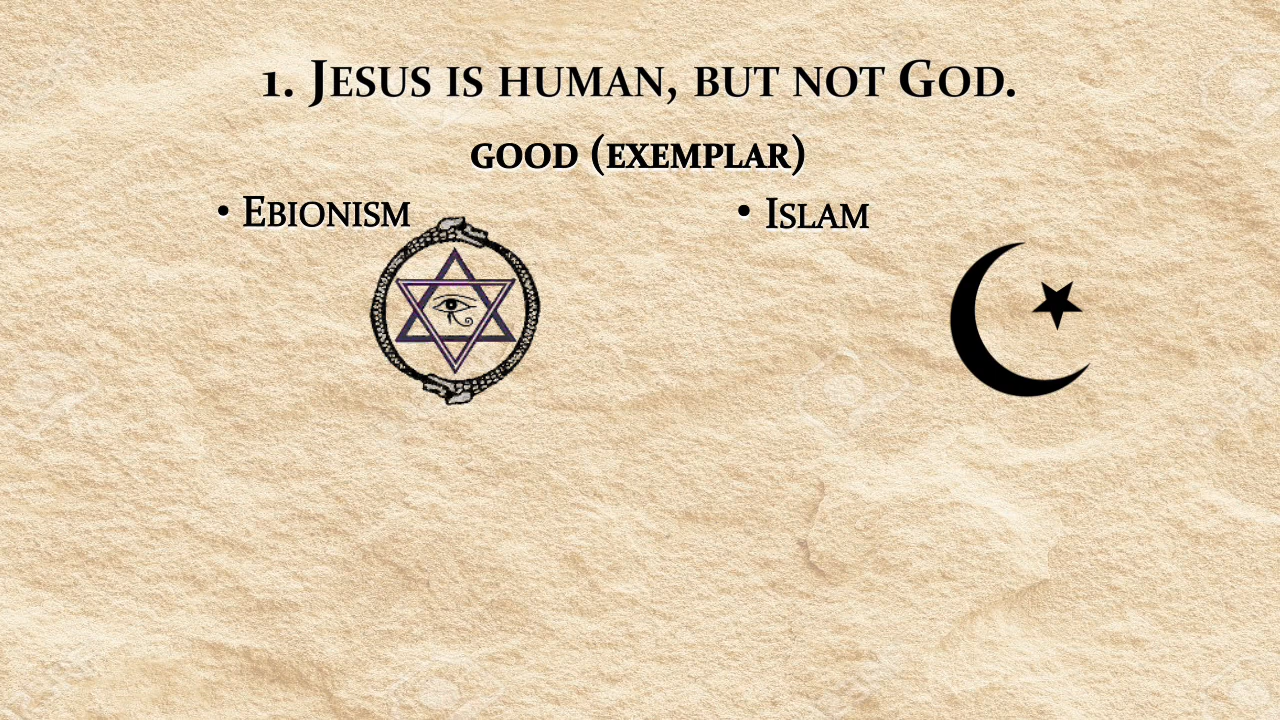 1. Jesus is human, but not God.
good (exemplar)
• Ebionism
• Islam